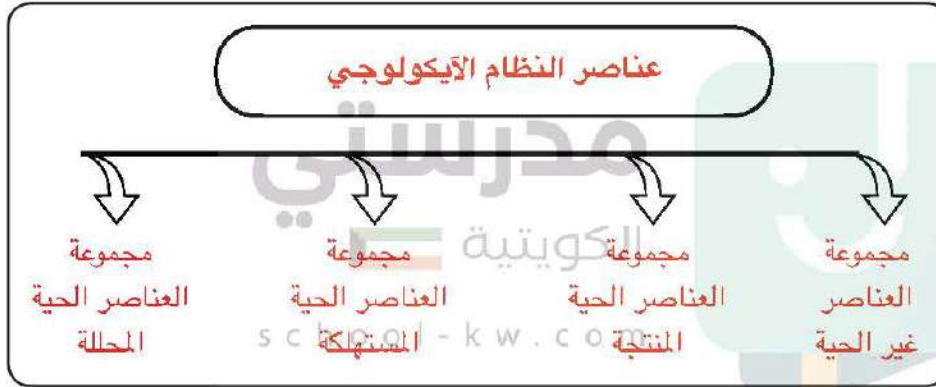 عناصر النظام الآيكولوجي
مدرستي
الكويتية
school-kw.com
مجموعة
العناصر
غير الحية
مجموعة
العناصر الحية
المنتجة
مجموعة
العناصر الحية
المستهلكة
مجموعة
العناصر الحية
المحللة